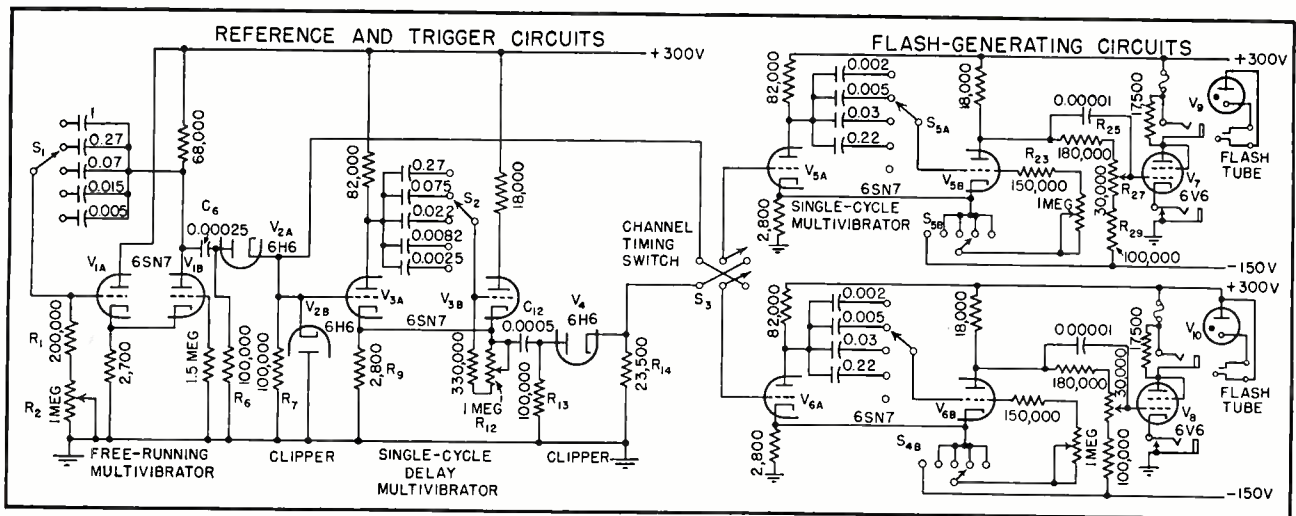 REFERENCE AND TRIGGER CIRCUITS
+300V
S1
1
0.27
0.07
0.015
0.005
68,000
C6
0.00025
V2A
6H6
V1A
6SN7
V1B
R1
200,000
R2
1 MEG
2,700
1.5 MEG
100,000
R6
100,000
R7
V2B
6H6
82,000
0.27
0.075
0.022
0.0082
0.0025
S2
18,000
V3A
V3B
6SN7
2,800
R9
330,000
1 MEG
R12
C12
0.0005
100,000
R13
V4
6H6
23,500
R14
FREE-RUNNING
MULTIVIBRATOR
CLIPPER
SINGLE-CYCLE
DELAY
MULTIVIBRATOR
CLIPPER
CHANNEL
TIMING
SWITCH
S3
FLASH-GENERATING CIRCUITS
+300V
82,000
0.002
0.005
0.03
0.22
S5A
18,000
0.00001
R25
180,000
17,500
V9
FLASH
TUBE
V5A
6SN7
V5B
SINGLE-CYCLE
MULTIVIBRATOR
2,800
R23
150,000
1 MEG
S5B
30,000
R27
R29
100,000
V7
6V6
-150V
+300V
82,000
0.002
0.005
0.03
0.22
18,000
0.00001
180,000
30,000
17,500
V10
FLASH
TUBE
V6A
6SN7
V6B
2,800
150,000
1 MEG
100,000
S4B
V8
6V6
-150V